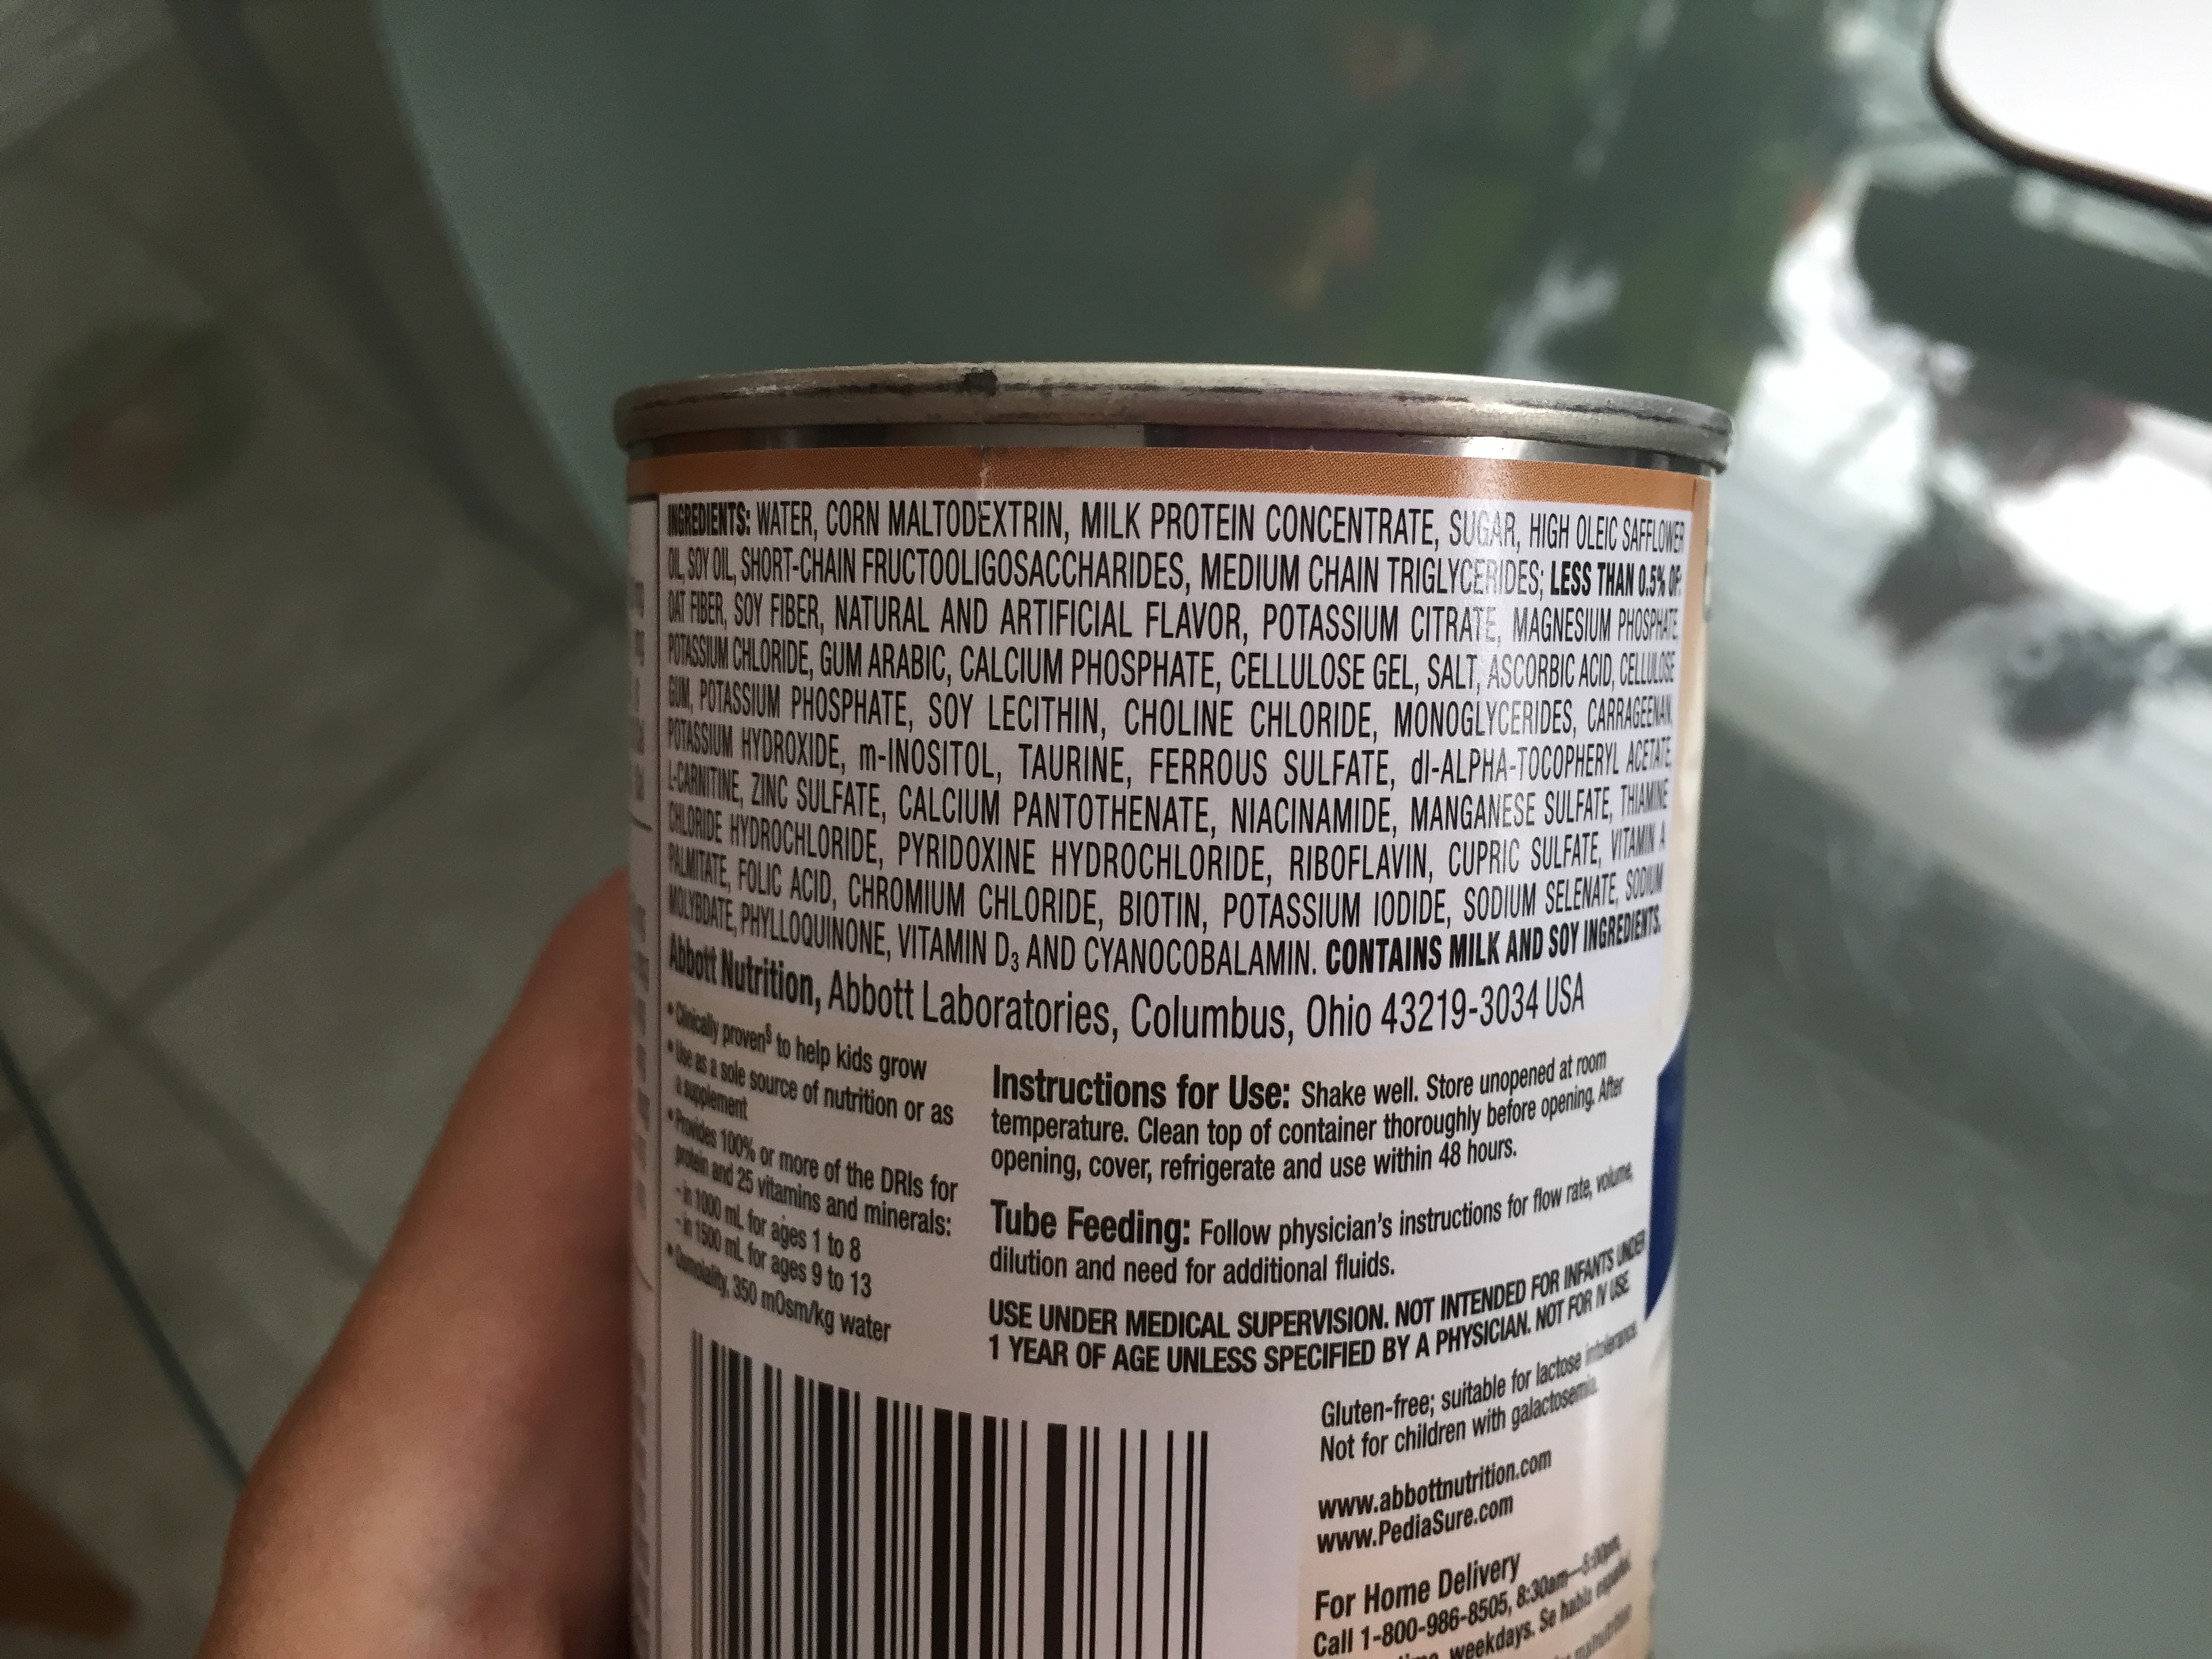 INGREDIENTS: WATER, CORN MALTODEXTRIN, MILK PROTEIN CONCENTRATE, SUGAR, HIGH OLEIC SAFFLOWER
OIL, SOY OIL, SHORT-CHAIN FRUCTOOLIGOSACCHARIDES, MEDIUM CHAIN TRIGLYCERIDES; LESS THAN 0.5% OF:
OAT FIBER, SOY FIBER, NATURAL AND ARTIFICIAL FLAVOR, POTASSIUM CITRATE, MAGNESIUM PHOSPHATE,
POTASSIUM CHLORIDE, GUM ARABIC, CALCIUM PHOSPHATE, CELLULOSE GEL, SALT, ASCORBIC ACID, CELLULOSE
GUM, POTASSIUM PHOSPHATE, SOY LECITHIN, CHOLINE CHLORIDE, MONOGLYCERIDES, CARRAGEENAN,
POTASSIUM HYDROXIDE, m-INOSITOL, TAURINE, FERROUS SULFATE, dl-ALPHA-TOCOPHERYL ACETATE,
L-CARNITINE, ZINC SULFATE, CALCIUM PANTOTHENATE, NIACINAMIDE, MANGANESE SULFATE, THIAMINE
CHLORIDE HYDROCHLORIDE, PYRIDOXINE HYDROCHLORIDE, RIBOFLAVIN, CUPRIC SULFATE, VITAMIN A
PALMITATE, FOLIC ACID, CHROMIUM CHLORIDE, BIOTIN, POTASSIUM IODIDE, SODIUM SELENATE, SODIUM
MOLYBDATE, PHYLLOQUINONE, VITAMIN D3 AND CYANOCOBALAMIN. CONTAINS MILK AND SOY INGREDIENTS.
Abbott Nutrition, Abbott Laboratories, Columbus, Ohio 43219-3034 USA
• Clinically proven§ to help kids grow
• Use as a sole source of nutrition or as
a supplement
• Provides 100% or more of the DRIs for
protein and 25 vitamins and minerals:
- in 1000 mL for ages 1 to 8
- in 1500 mL for ages 9 to 13
• Osmolality, 350 mOsm/kg water
Instructions for Use: Shake well. Store unopened at room
temperature. Clean top of container thoroughly before opening. After
opening, cover, refrigerate and use within 48 hours.
Tube Feeding: Follow physician's instructions for flow rate, volume,
dilution and need for additional fluids.
USE UNDER MEDICAL SUPERVISION. NOT INTENDED FOR INFANTS UNDER
1 YEAR OF AGE UNLESS SPECIFIED BY A PHYSICIAN. NOT FOR IV USE.
Gluten-free; suitable for lactose intolerance.
Not for children with galactosemia.
www.abbottnutrition.com
www.PediaSure.com
For Home Delivery
Call 1-800-986-8505, 8:30am—5:00pm,
weekdays. Se habla español.